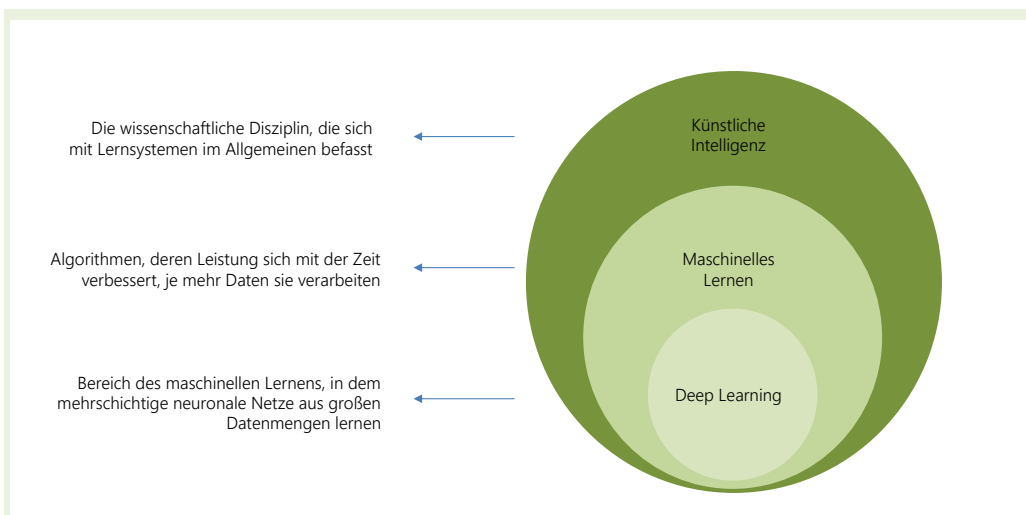 Die wissenschaftliche Disziplin, die sich
mit Lernsystemen im Allgemeinen befasst
Künstliche
Intelligenz
Algorithmen, deren Leistung sich mit der Zeit
verbessert, je mehr Daten sie verarbeiten
Maschinelles
Lernen
Bereich des maschinellen Lernens, in dem
mehrschichtige neuronale Netze aus großen
Datenmengen lernen
Deep Learning